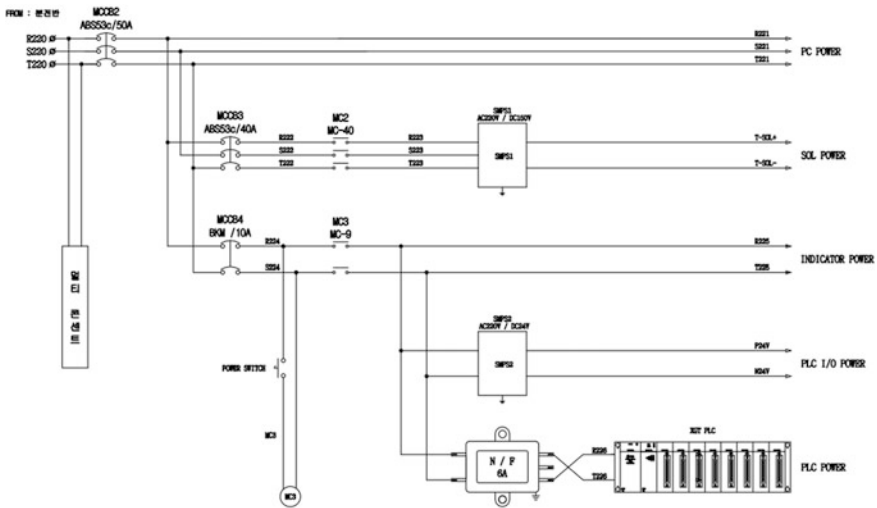 FROM : 분전반
MCCB2
ABS53c/50A
R220
S220
T220
R221
S221
T221
PC POWER
MCCB3
ABS53c/40A
MC2
MC-40
SMPS1
AC220V / DC150V
R222
S222
T222
R223
S223
T223
SMPS1
T-SOL+
T-SOL-
SOL POWER
MCCB4
BKM /10A
MC3
MC-9
R224
S224
R225
T225
INDICATOR POWER
멀티 콘센트
SMPS2
AC220V / DC24V
SMPS2
P24V
N24V
PLC I/O POWER
POWER SWITCH
MC3
MC3
N / F
6A
R226
T226
XGT PLC
PLC POWER